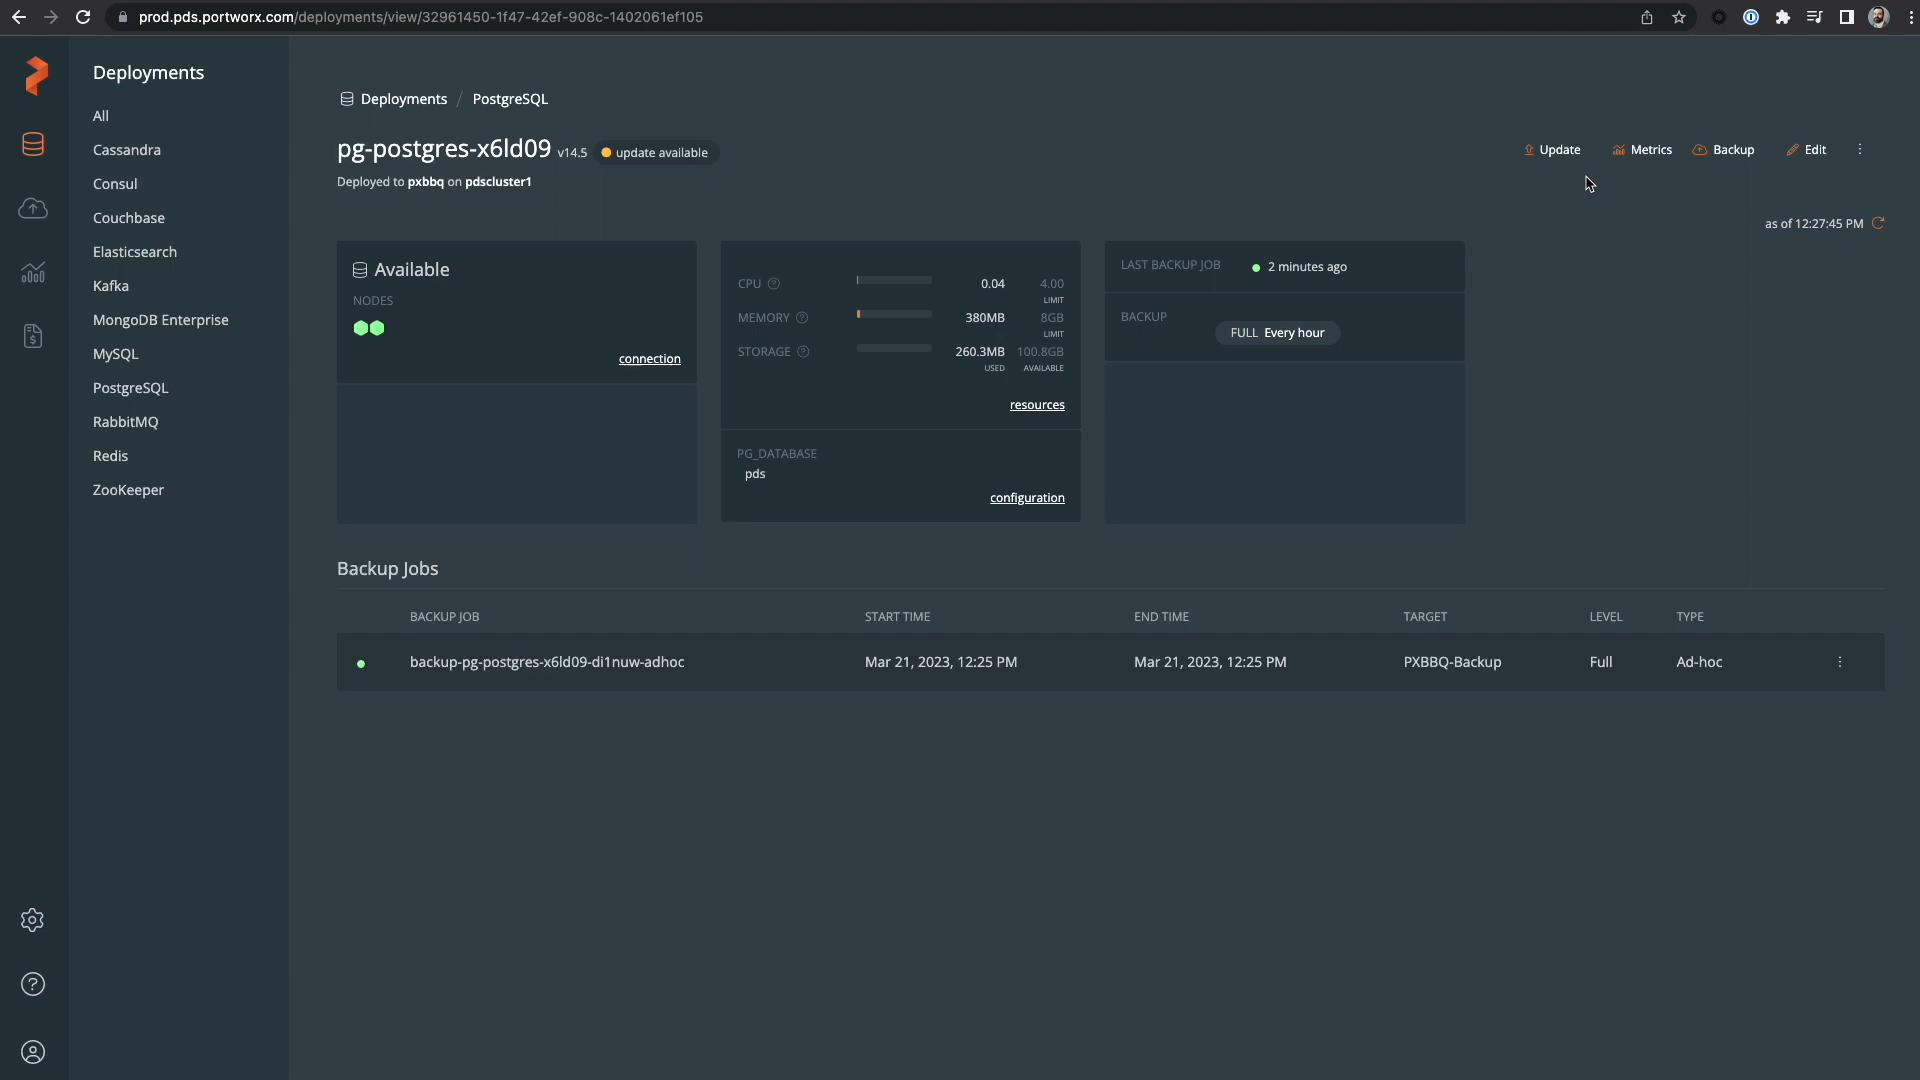 prod.pds.portworx.com/deployments/view/32961450-1f47-42ef-908c-1402061ef105
Deployments
All
Cassandra
Consul
Couchbase
Elasticsearch
Kafka
MongoDB Enterprise
MySQL
PostgreSQL
RabbitMQ
Redis
ZooKeeper
Deployments / PostgreSQL
pg-postgres-x6ld09 v14.5 update available
Deployed to pxbbq on pdscluster1
Update Metrics Backup Edit
as of 12:27:45 PM
Available
NODES
connection
CPU 0.04 4.00
LIMIT
MEMORY 380MB 8GB
LIMIT
STORAGE 260.3MB 100.8GB
USED AVAILABLE
resources
PG_DATABASE
pds
configuration
LAST BACKUP JOB 2 minutes ago
BACKUP
FULL Every hour
Backup Jobs
BACKUP JOB START TIME END TIME TARGET LEVEL TYPE
backup-pg-postgres-x6ld09-di1nuw-adhoc Mar 21, 2023, 12:25 PM Mar 21, 2023, 12:25 PM PXBBQ-Backup Full Ad-hoc